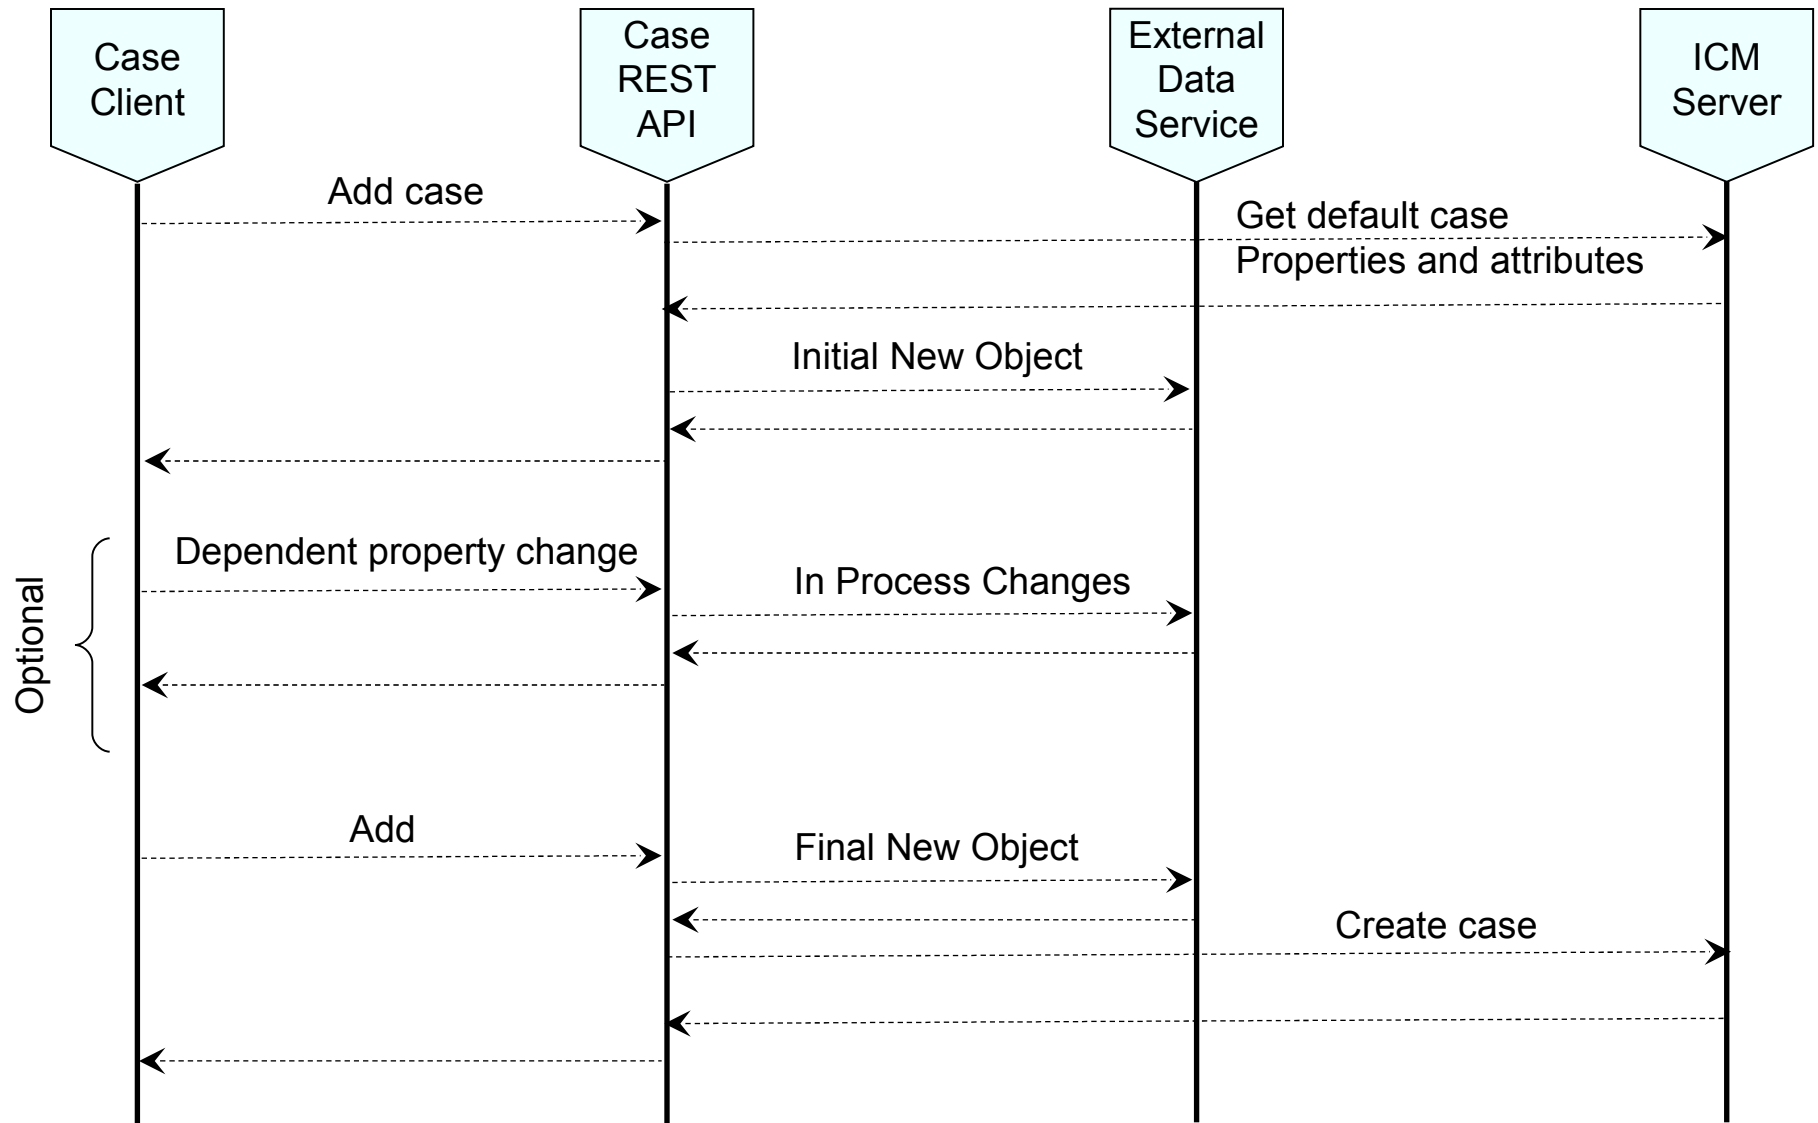 Case
Client
Case
REST
API
External
Data
Service
ICM
Server
Add case
Get default case
Properties and attributes
Initial New Object
Dependent property change
In Process Changes
Optional
Add
Final New Object
Create case